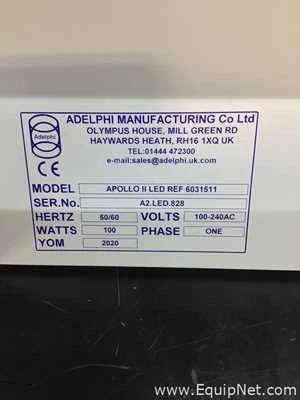 Adelphi
ADELPHI MANUFACTURING Co Ltd
OLYMPUS HOUSE, MILL GREEN RD
HAYWARDS HEATH, RH16 1XQ UK
TEL:01444 472300
e-mail:sales@adelphi.uk.com
CE
MODEL APOLLO II LED REF 6031511
SER.No. A2.LED.828
HERTZ 50/60 VOLTS 100-240AC
WATTS 100 PHASE ONE
YOM 2020
www.EquipNet.com